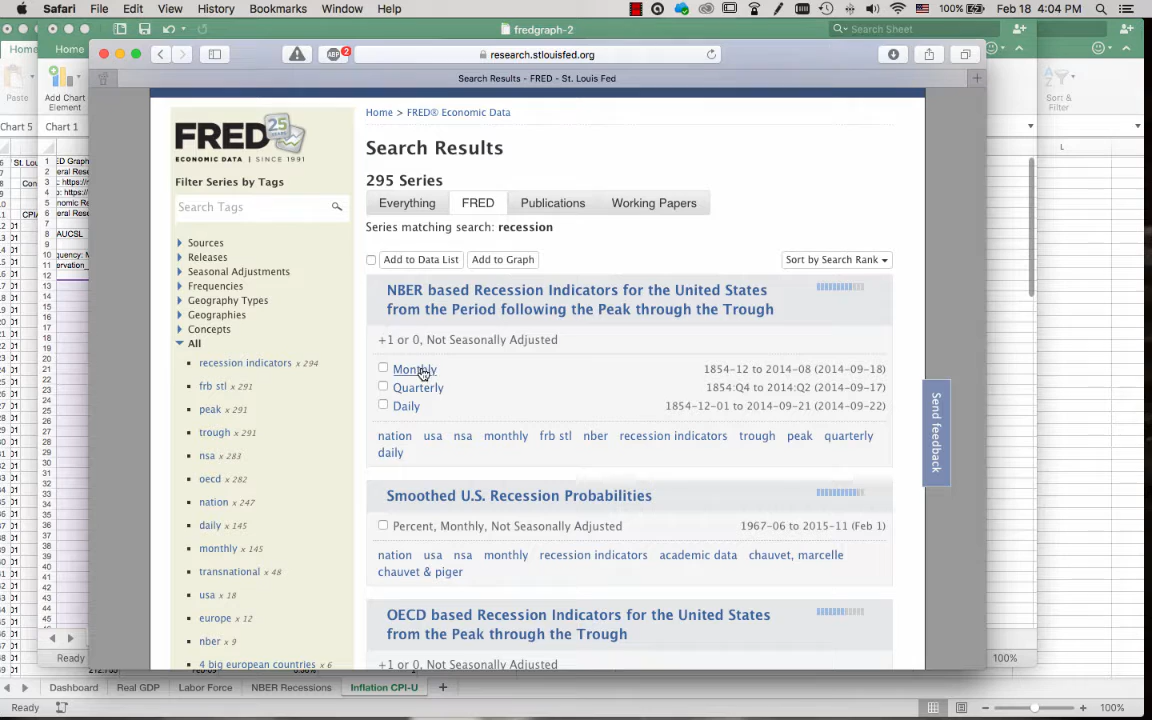 Safari File Edit View History Bookmarks Window Help 100% Feb 18 4:04 PM
fredgraph-2
Search Sheet
Home
Home
Paste
Add Chart
Element
Sort &
Filter
Chart 5
Chart 1
ABP 2
research.stlouisfed.org
Search Results - FRED - St. Louis Fed
FRED 25 YEARS
ECONOMIC DATA | SINCE 1991
Filter Series by Tags
Search Tags
Sources
Releases
Seasonal Adjustments
Frequencies
Geography Types
Geographies
Concepts
All
recession indicators x 294
frb stl x 291
peak x 291
trough x 291
nsa x 283
oecd x 282
nation x 247
daily x 145
monthly x 145
transnational x 48
usa x 18
europe x 12
nber x 9
4 big european countries x 6
Home > FRED® Economic Data
Search Results
295 Series
Everything FRED Publications Working Papers
Series matching search: recession
Add to Data List Add to Graph Sort by Search Rank
NBER based Recession Indicators for the United States
from the Period following the Peak through the Trough
+1 or 0, Not Seasonally Adjusted
Monthly 1854-12 to 2014-08 (2014-09-18)
Quarterly 1854:Q4 to 2014:Q2 (2014-09-17)
Daily 1854-12-01 to 2014-09-21 (2014-09-22)
nation usa nsa monthly frb stl nber recession indicators trough peak quarterly
daily
Smoothed U.S. Recession Probabilities
Percent, Monthly, Not Seasonally Adjusted 1967-06 to 2015-11 (Feb 1)
nation usa nsa monthly recession indicators academic data chauvet, marcelle
chauvet & piger
OECD based Recession Indicators for the United States
from the Peak through the Trough
+1 or 0, Not Seasonally Adjusted
Send feedback
L
Ready
100%
Dashboard Real GDP Labor Force NBER Recessions Inflation CPI-U +
Ready 100%